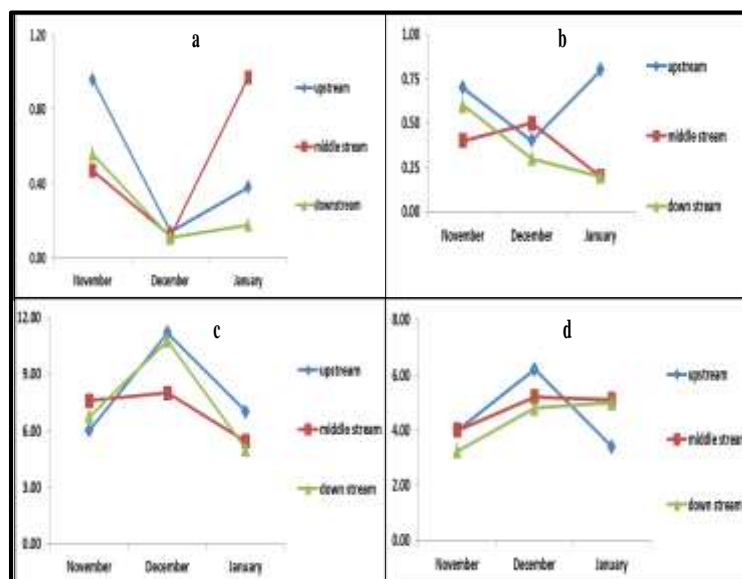 a
1.20
0.80
0.40
0.00
November December January
upstream
middle stream
downstream
b
1.00
0.75
0.50
0.25
0.00
November December January
upstream
middle stream
down stream
c
12.00
9.00
6.00
3.00
0.00
November December January
upstream
middle stream
down stream
d
8.00
6.00
4.00
2.00
0.00
November December January
upstream
middle stream
down stream